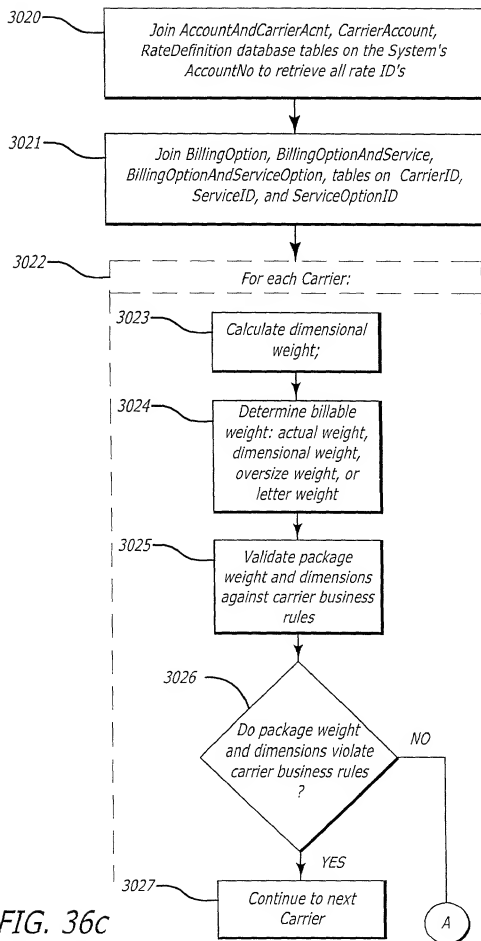 3020
Join AccountAndCarrierAcnt, CarrierAccount,
RateDefinition database tables on the System's
AccountNo to retrieve all rate ID's
3021
Join BillingOption, BillingOptionAndService,
BillingOptionAndServiceOption, tables on CarrierID,
ServiceID, and ServiceOptionID
3022
For each Carrier:
3023
Calculate dimensional
weight;
3024
Determine billable
weight: actual weight,
dimensional weight,
oversize weight, or
letter weight
3025
Validate package
weight and dimensions
against carrier business
rules
3026
Do package weight
and dimensions violate
carrier business rules
?
NO
YES
3027
Continue to next
Carrier
A
FIG. 36c